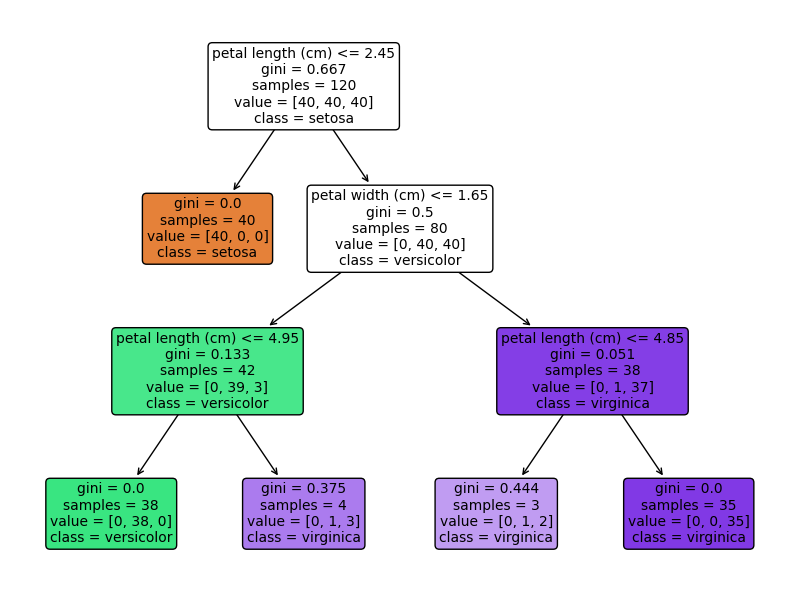 petal length (cm) <= 2.45
gini = 0.667
samples = 120
value = [40, 40, 40]
class = setosa
gini = 0.0
samples = 40
value = [40, 0, 0]
class = setosa
petal width (cm) <= 1.65
gini = 0.5
samples = 80
value = [0, 40, 40]
class = versicolor
petal length (cm) <= 4.95
gini = 0.133
samples = 42
value = [0, 39, 3]
class = versicolor
petal length (cm) <= 4.85
gini = 0.051
samples = 38
value = [0, 1, 37]
class = virginica
gini = 0.0
samples = 38
value = [0, 38, 0]
class = versicolor
gini = 0.375
samples = 4
value = [0, 1, 3]
class = virginica
gini = 0.444
samples = 3
value = [0, 1, 2]
class = virginica
gini = 0.0
samples = 35
value = [0, 0, 35]
class = virginica